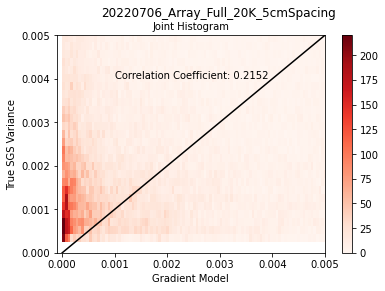 20220706_Array_Full_20K_5cmSpacing
Joint Histogram
Correlation Coefficient: 0.2152
True SGS Variance
0.005
0.004
0.003
0.002
0.001
0.000
0.000 0.001 0.002 0.003 0.004 0.005
Gradient Model
200
175
150
125
100
75
50
25
0